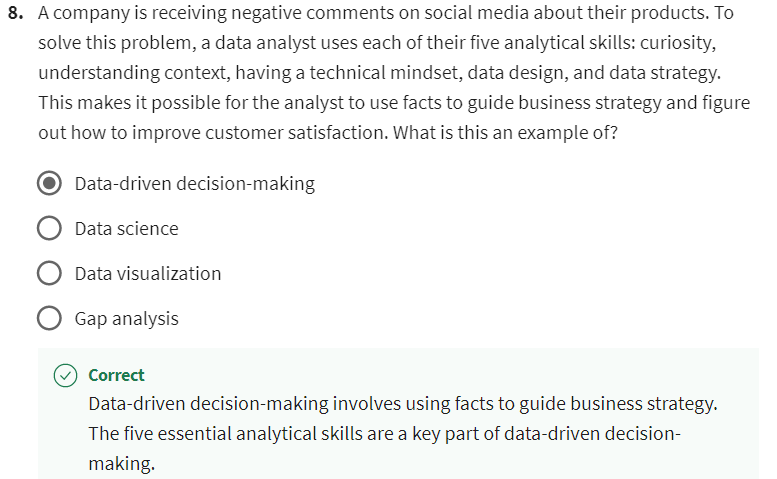 8. A company is receiving negative comments on social media about their products. To
solve this problem, a data analyst uses each of their five analytical skills: curiosity,
understanding context, having a technical mindset, data design, and data strategy.
This makes it possible for the analyst to use facts to guide business strategy and figure
out how to improve customer satisfaction. What is this an example of?
Data-driven decision-making
Data science
Data visualization
Gap analysis
Correct
Data-driven decision-making involves using facts to guide business strategy.
The five essential analytical skills are a key part of data-driven decision-
making.